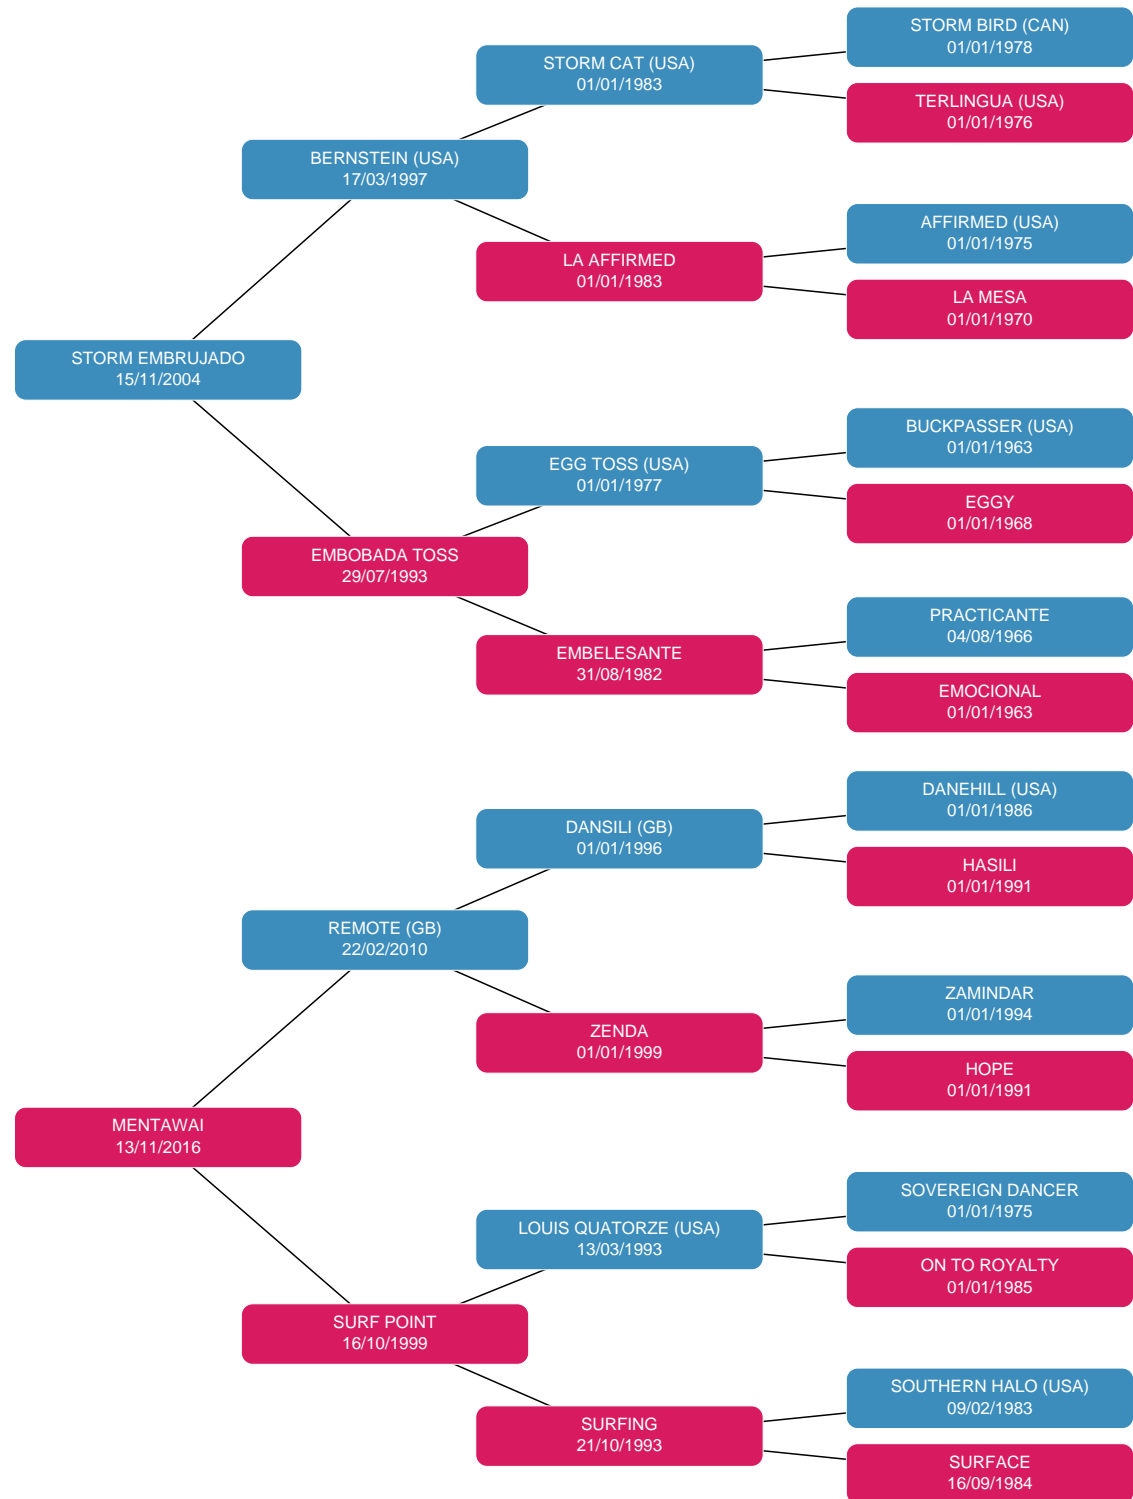 STORM BIRD (CAN)
01/01/1978
STORM CAT (USA)
01/01/1983
TERLINGUA (USA)
01/01/1976
BERNSTEIN (USA)
17/03/1997
AFFIRMED (USA)
01/01/1975
LA AFFIRMED
01/01/1983
LA MESA
01/01/1970
STORM EMBRUJADO
15/11/2004
BUCKPASSER (USA)
01/01/1963
EGG TOSS (USA)
01/01/1977
EGGY
01/01/1968
EMBOBADA TOSS
29/07/1993
PRACTICANTE
04/08/1966
EMBELESANTE
31/08/1982
EMOCIONAL
01/01/1963
DANEHILL (USA)
01/01/1986
DANSILI (GB)
01/01/1996
HASILI
01/01/1991
REMOTE (GB)
22/02/2010
ZAMINDAR
01/01/1994
ZENDA
01/01/1999
HOPE
01/01/1991
MENTAWAI
13/11/2016
SOVEREIGN DANCER
01/01/1975
LOUIS QUATORZE (USA)
13/03/1993
ON TO ROYALTY
01/01/1985
SURF POINT
16/10/1999
SOUTHERN HALO (USA)
09/02/1983
SURFING
21/10/1993
SURFACE
16/09/1984